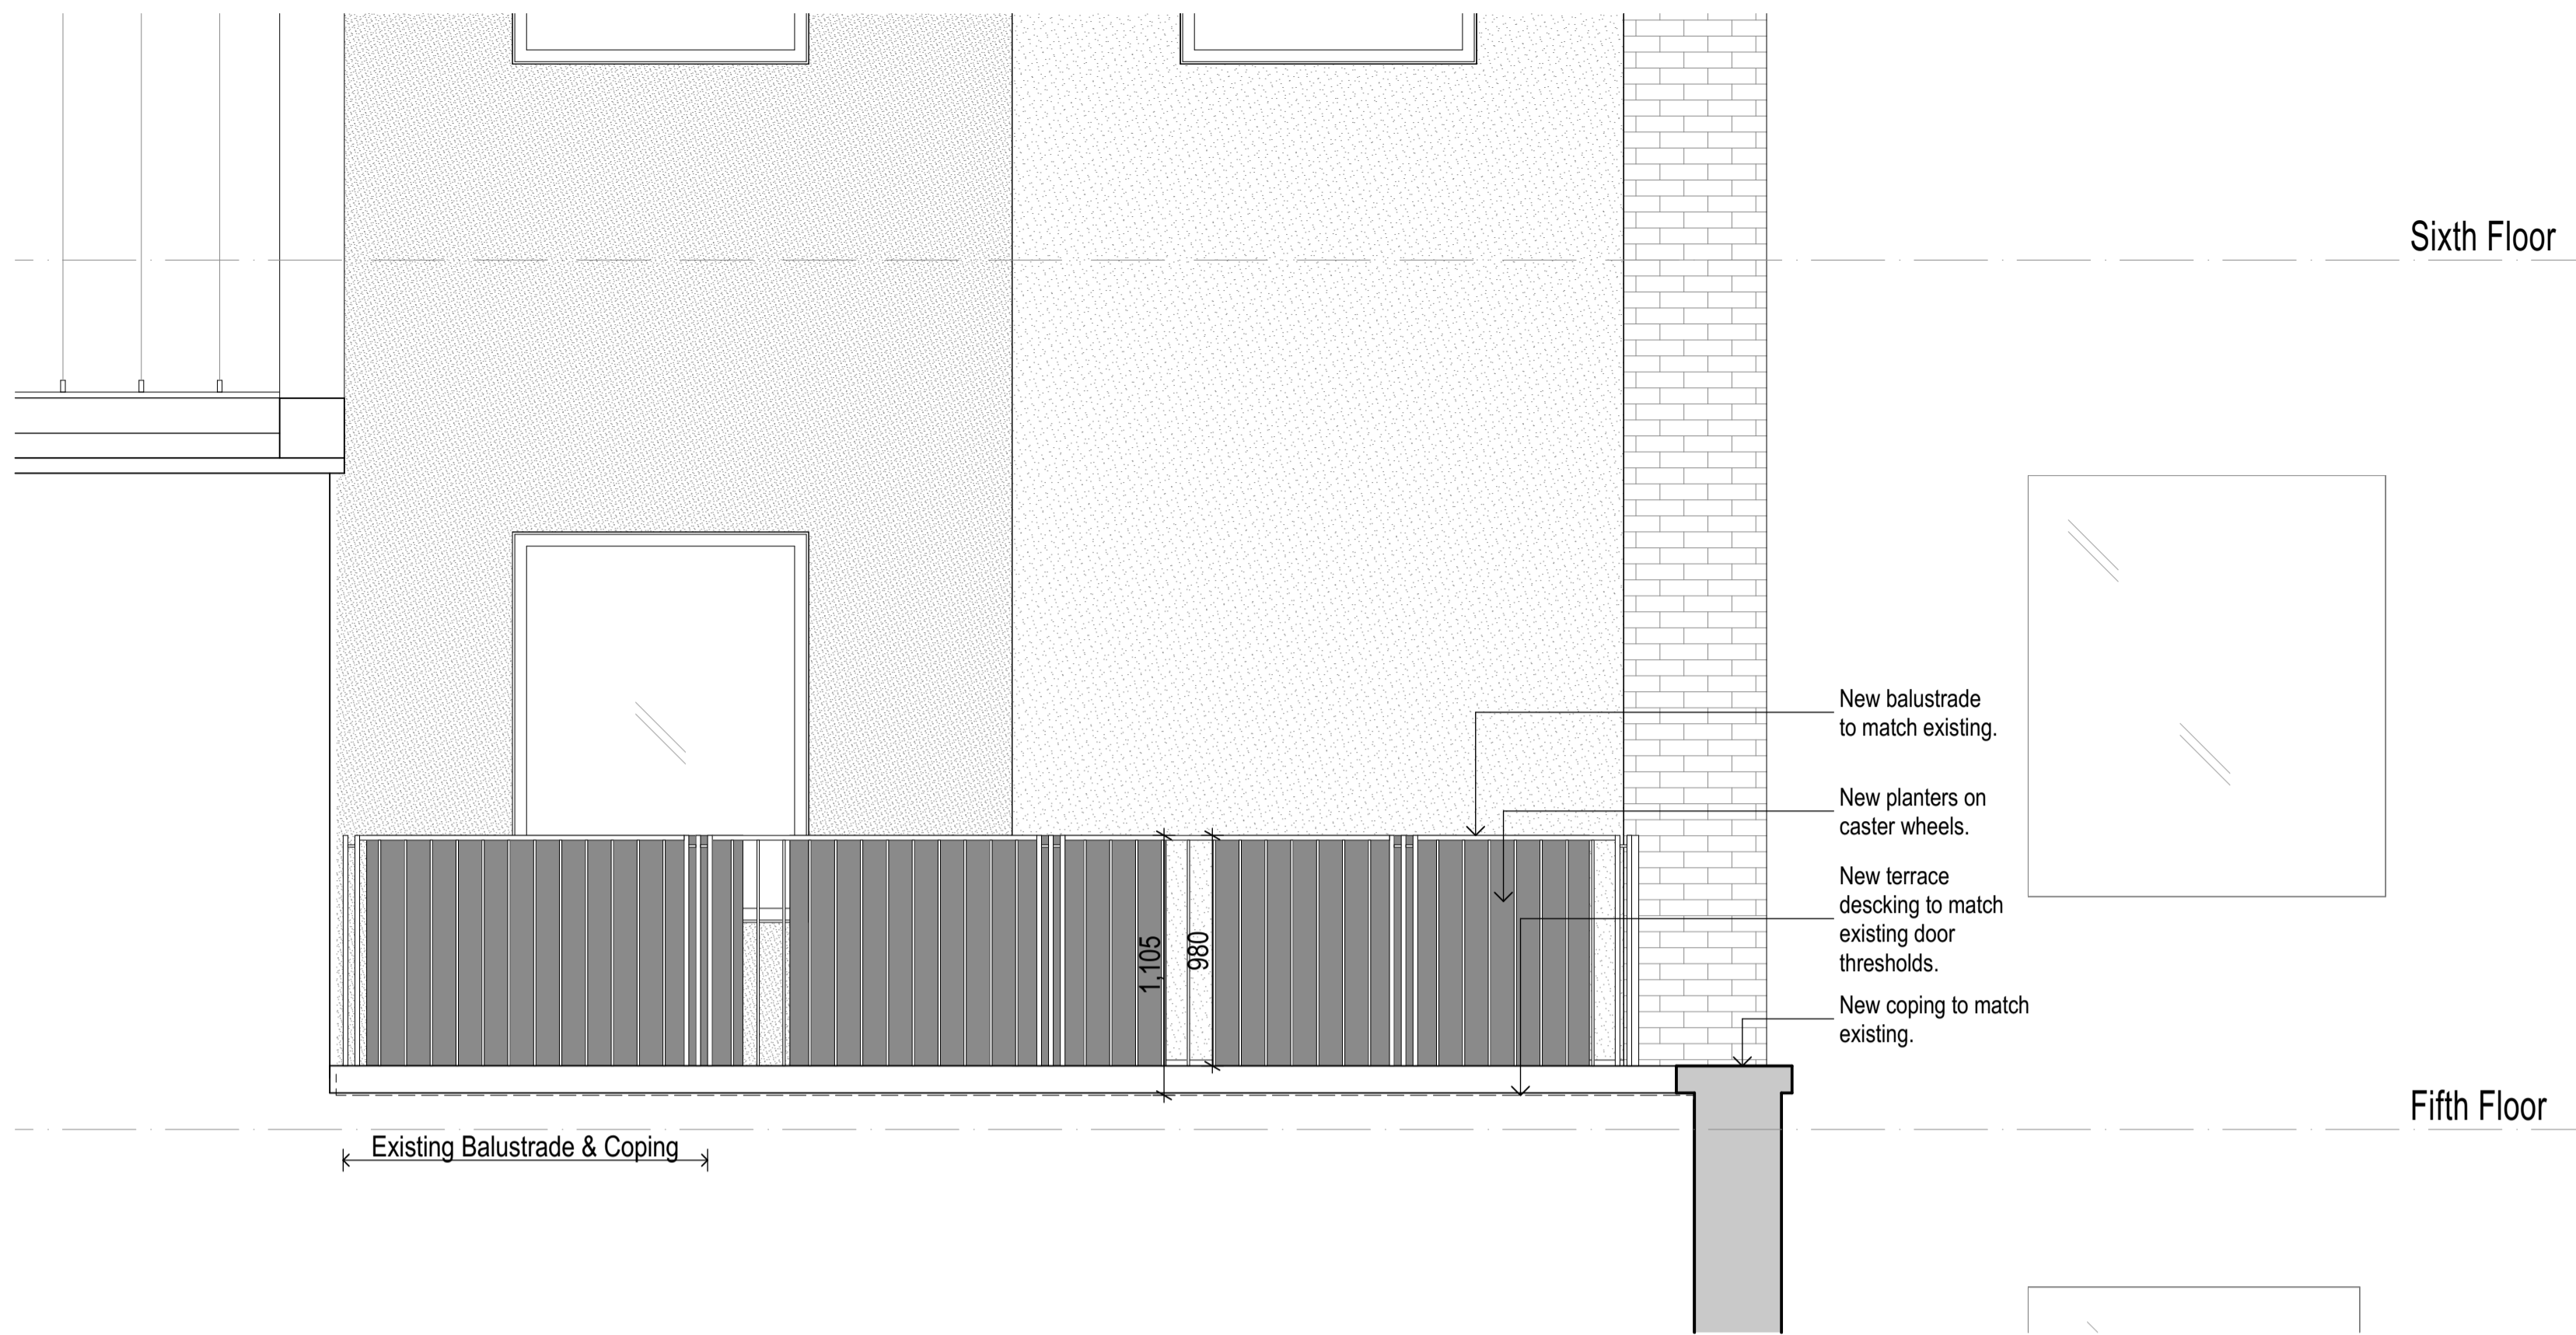 Sixth Floor
New balustrade
to match existing.
New planters on
caster wheels.
New terrace
descking to match
existing door
thresholds.
New coping to match
existing.
1,105
980
Fifth Floor
Existing Balustrade & Coping